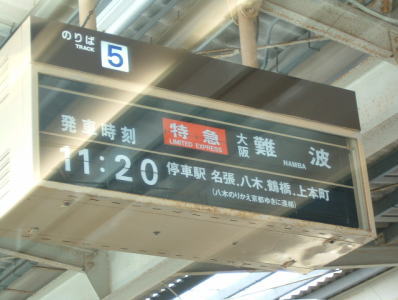 のりば 5
TRACK
発車時刻 特急 大阪難波
LIMITED EXPRESS NAMBA
11:20 停車駅 名張、八木、鶴橋、上本町
(八木のりかえ京都ゆきに連絡)